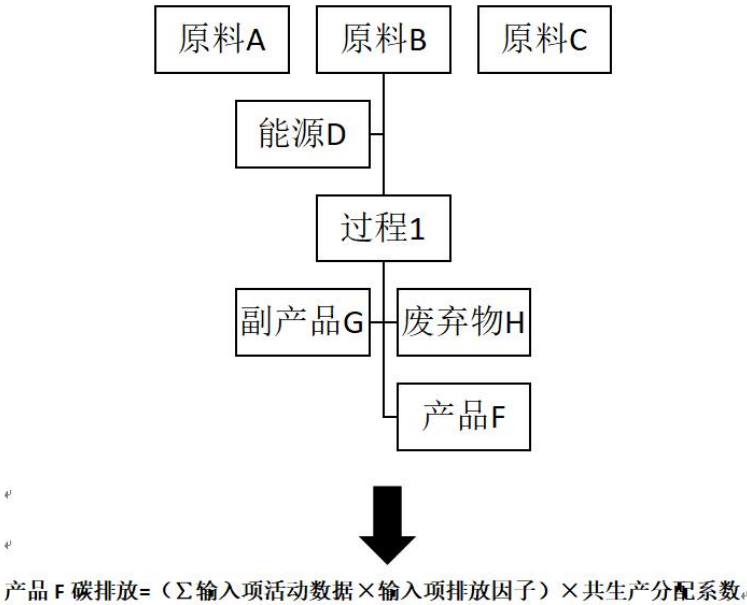 原料A 原料B 原料C
能源D
过程1
副产品G 废弃物H
产品F
产品 F 碳排放=（∑输入项活动数据×输入项排放因子）×共生产分配系数